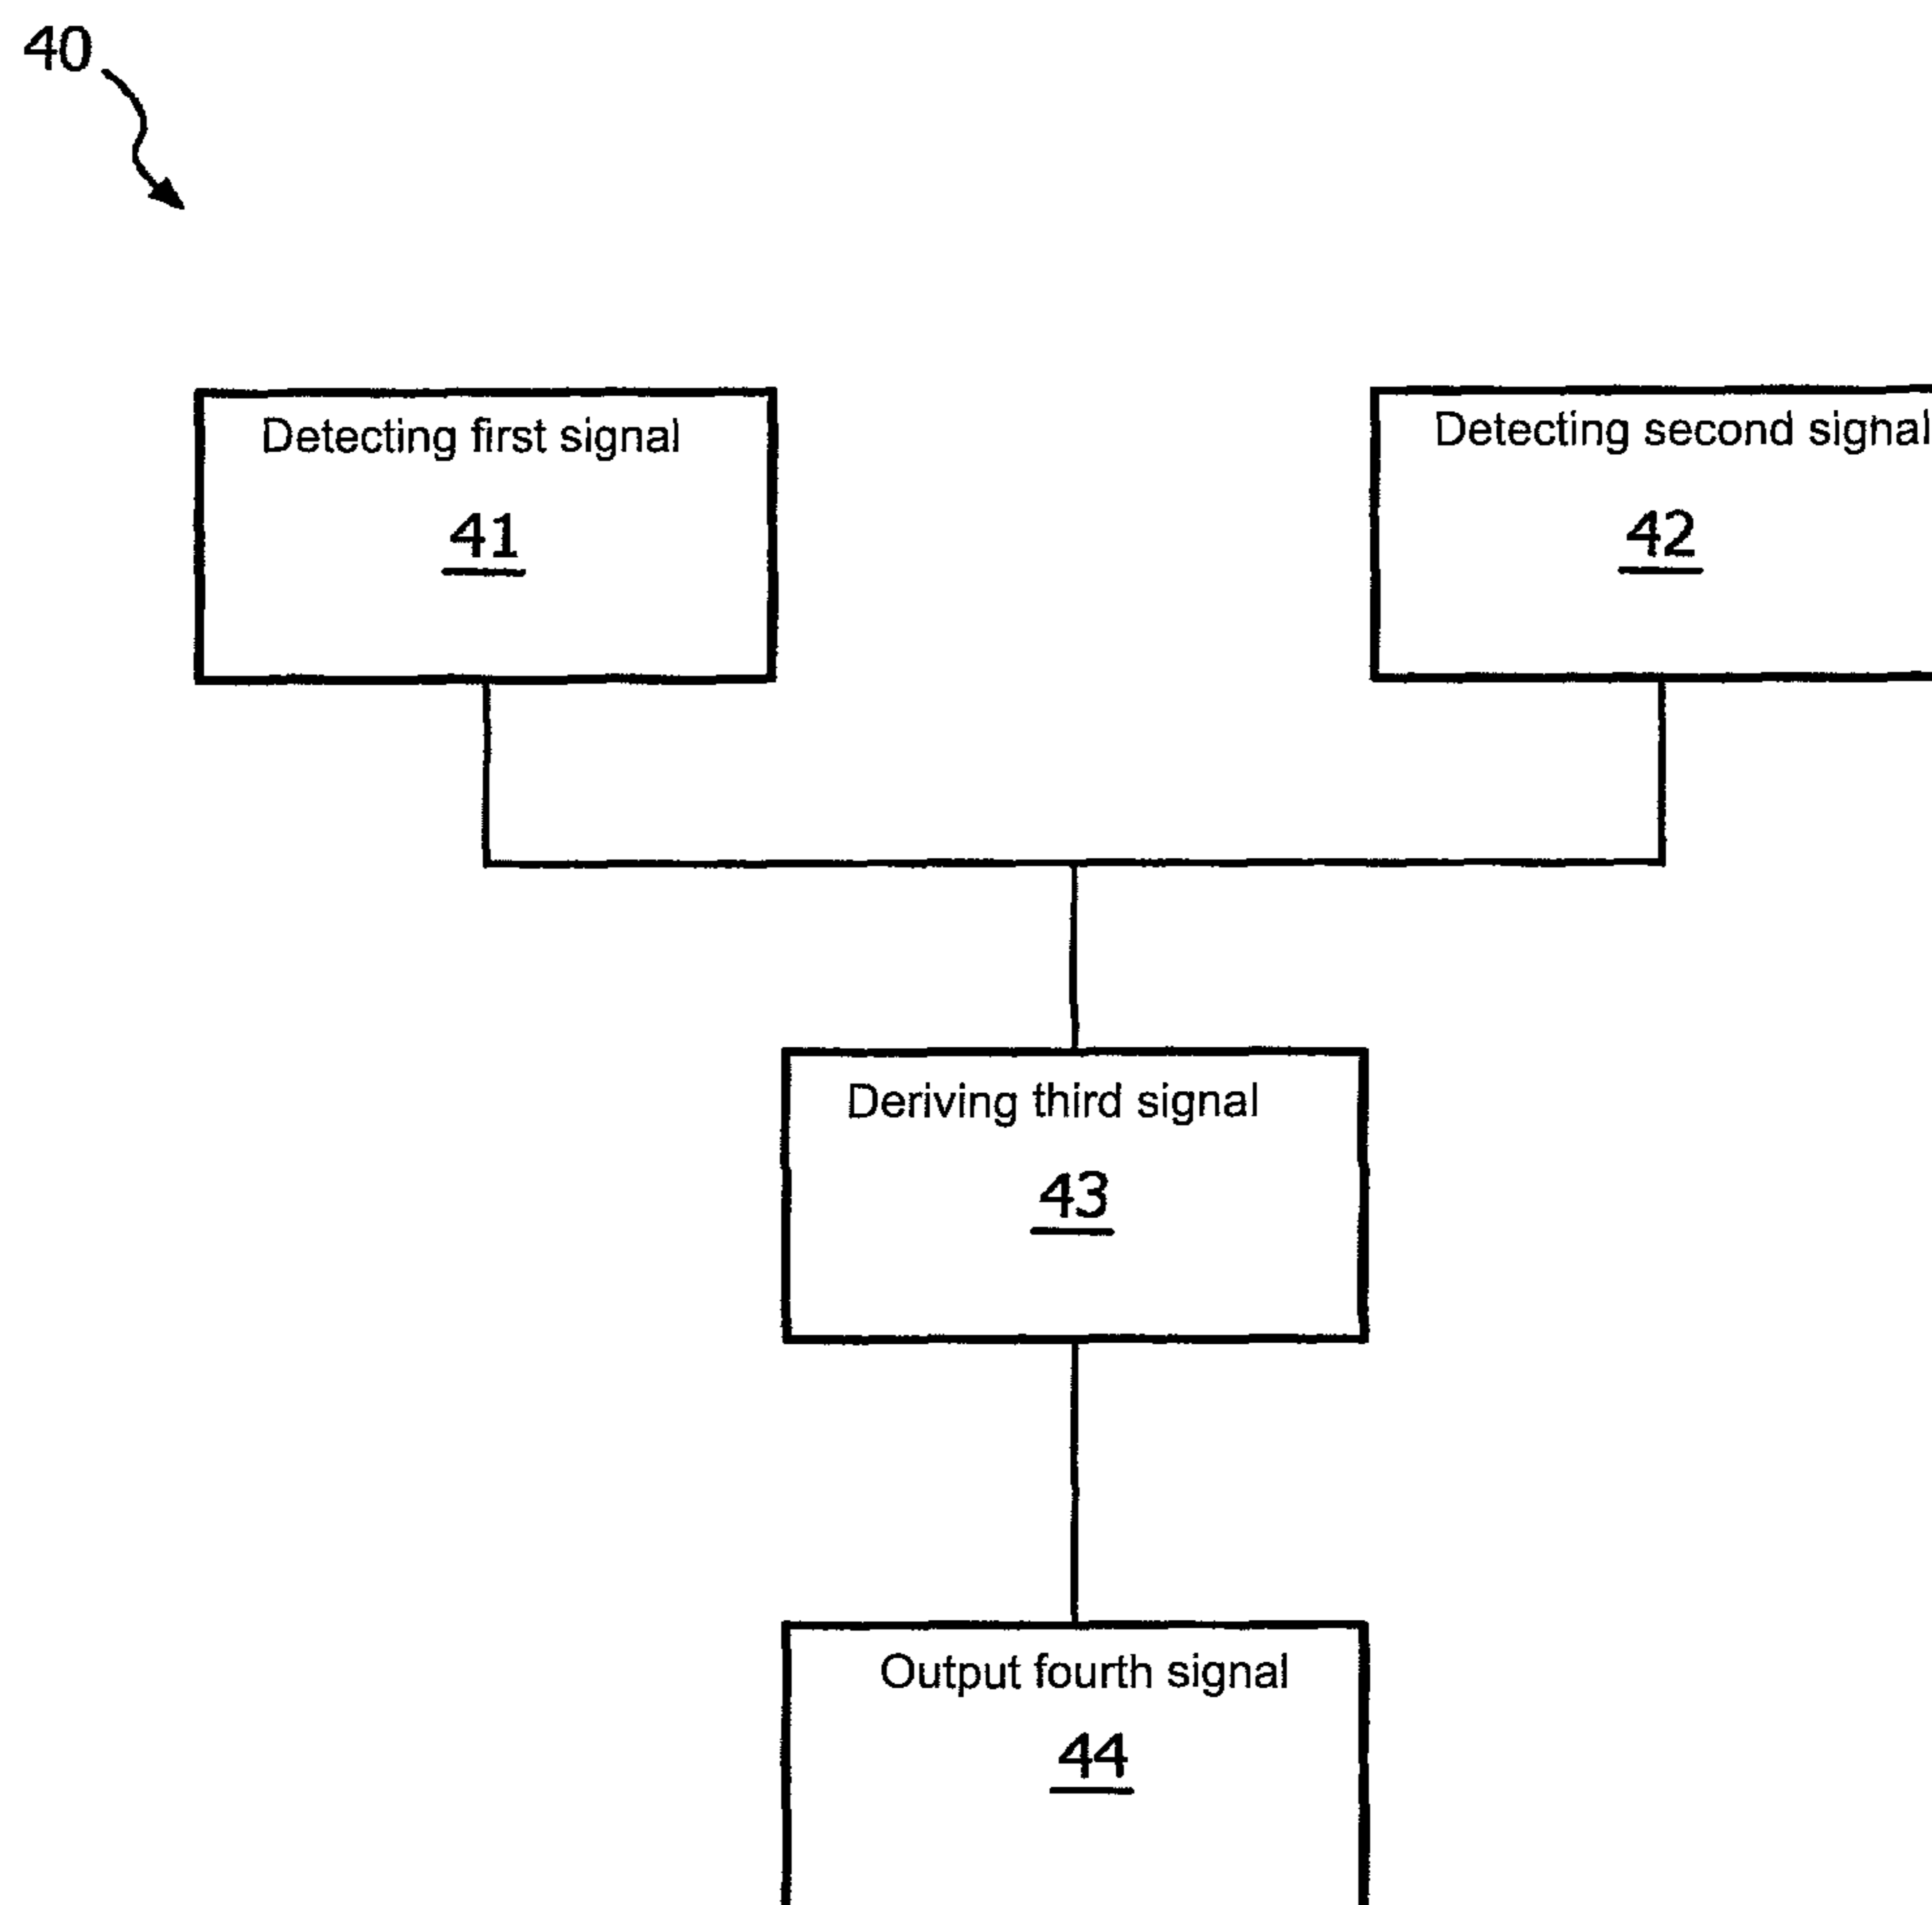 40
Detecting first signal
41
Detecting second signal
42
Deriving third signal
43
Output fourth signal
44